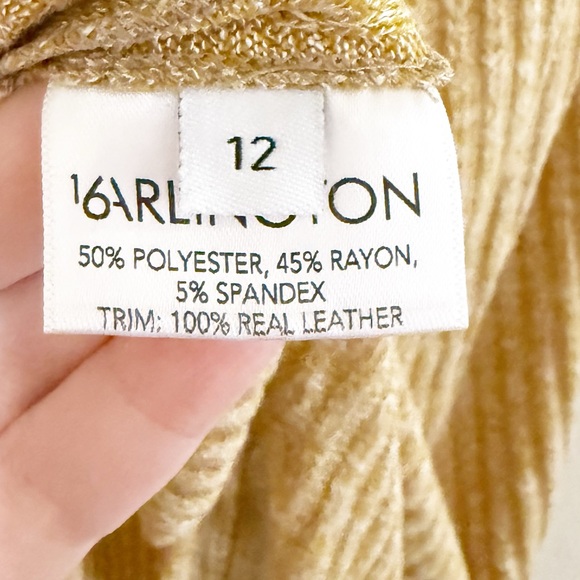 12
16ARLINGTON
50% POLYESTER, 45% RAYON,
5% SPANDEX
TRIM: 100% REAL LEATHER